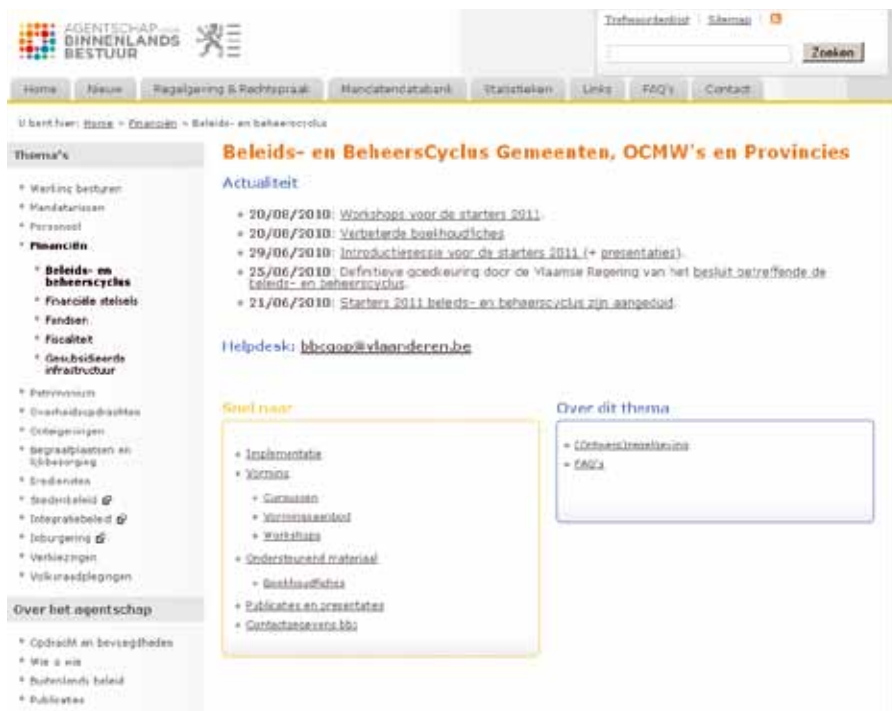 Trefwoordenlijst | Sitemap
AGENTSCHAP VOOR
BINNENLANDS
BESTUUR
Zoeken
Home
Nieuw
Regelgeving & Rechtspraak
Mandatendatabank
Statistieken
Links
FAQ's
Contact
U bent hier: Home > Financiën > Beleids- en beheerscyclus
Thema's
Werking besturen
Mandatarissen
Personeel
Financiën
Beleids- en
beheerscyclus
Financiële stelsels
Fondsen
Fiscaliteit
Gesubsidieerde
infrastructuur
Patrimonium
Overheidsopdrachten
Onteigeningen
Begraafplaatsen en
lijkbezorging
Erediensten
Stedenbeleid
Integratiebeleid
Inburgering
Verkiezingen
Volksraadplegingen
Over het agentschap
Opdracht en bevoegdheden
Wie is wie
Buitenlands beleid
Publicaties
Beleids- en BeheersCyclus Gemeenten, OCMW's en Provincies
Actualiteit
20/08/2010: Workshops voor de starters 2011.
20/08/2010: Verbeterde boekhoudfiches
29/06/2010: Introductiesessie voor de starters 2011 (+ presentaties).
25/06/2010: Definitieve goedkeuring door de Vlaamse Regering van het besluit betreffende de
beleids- en beheerscyclus.
21/06/2010: Starters 2011 beleids- en beheerscyclus zijn aangeduid.
Helpdesk: bbcgop@vlaanderen.be
Snel naar
Implementatie
Vorming
Cursussen
Vormingsaanbod
Workshops
Ondersteunend materiaal
Boekhoudfiches
Publicaties en presentaties
Contactgegevens bbc
Over dit thema
(Ontwerp)regelgeving
FAQ's